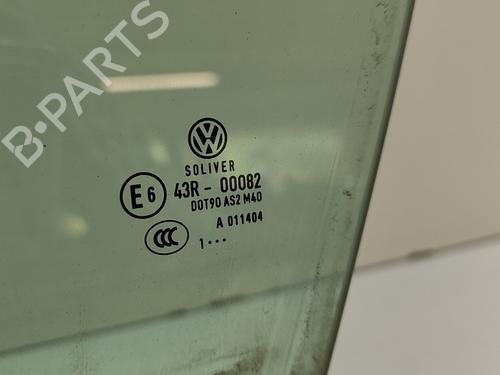 B-PARTS
VW
SOLIVER
E6 43R - 00082
DOT90 AS2 M40
A 011404
CCC
1•••